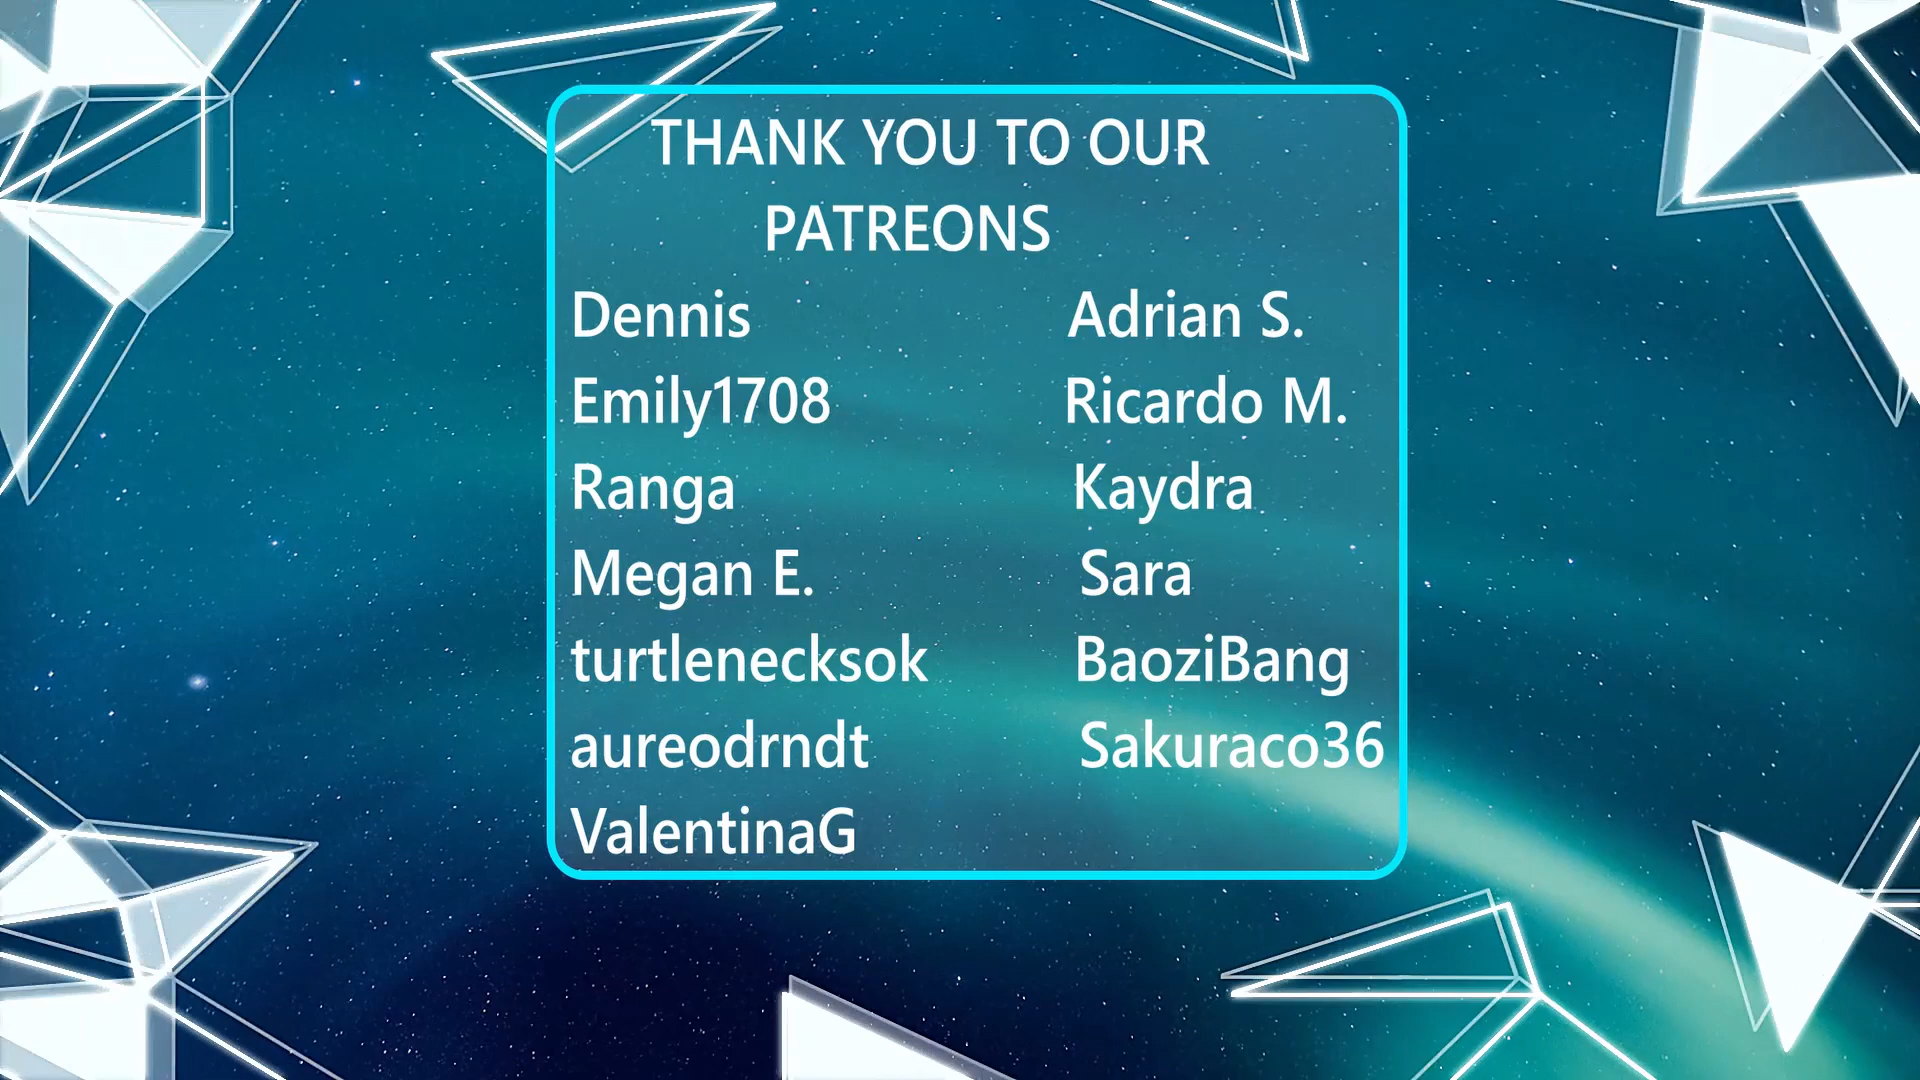 THANK YOU TO OUR
PATREONS
Dennis Adrian S.
Emily1708 Ricardo M.
Ranga Kaydra
Megan E. Sara
turtlenecksok BaoziBang
aureodrndt Sakuraco36
ValentinaG